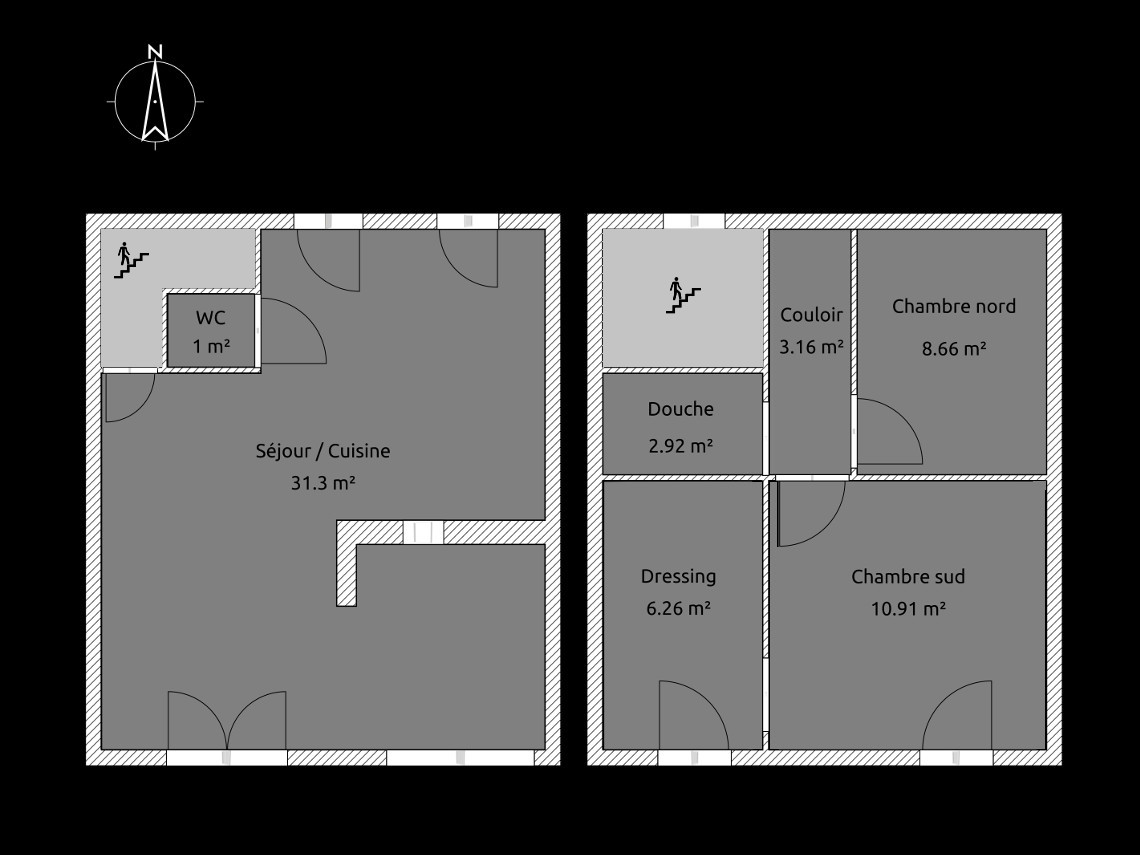 N
WC
1 m²
Séjour / Cuisine
31.3 m²
Couloir
3.16 m²
Chambre nord
8.66 m²
Douche
2.92 m²
Dressing
6.26 m²
Chambre sud
10.91 m²